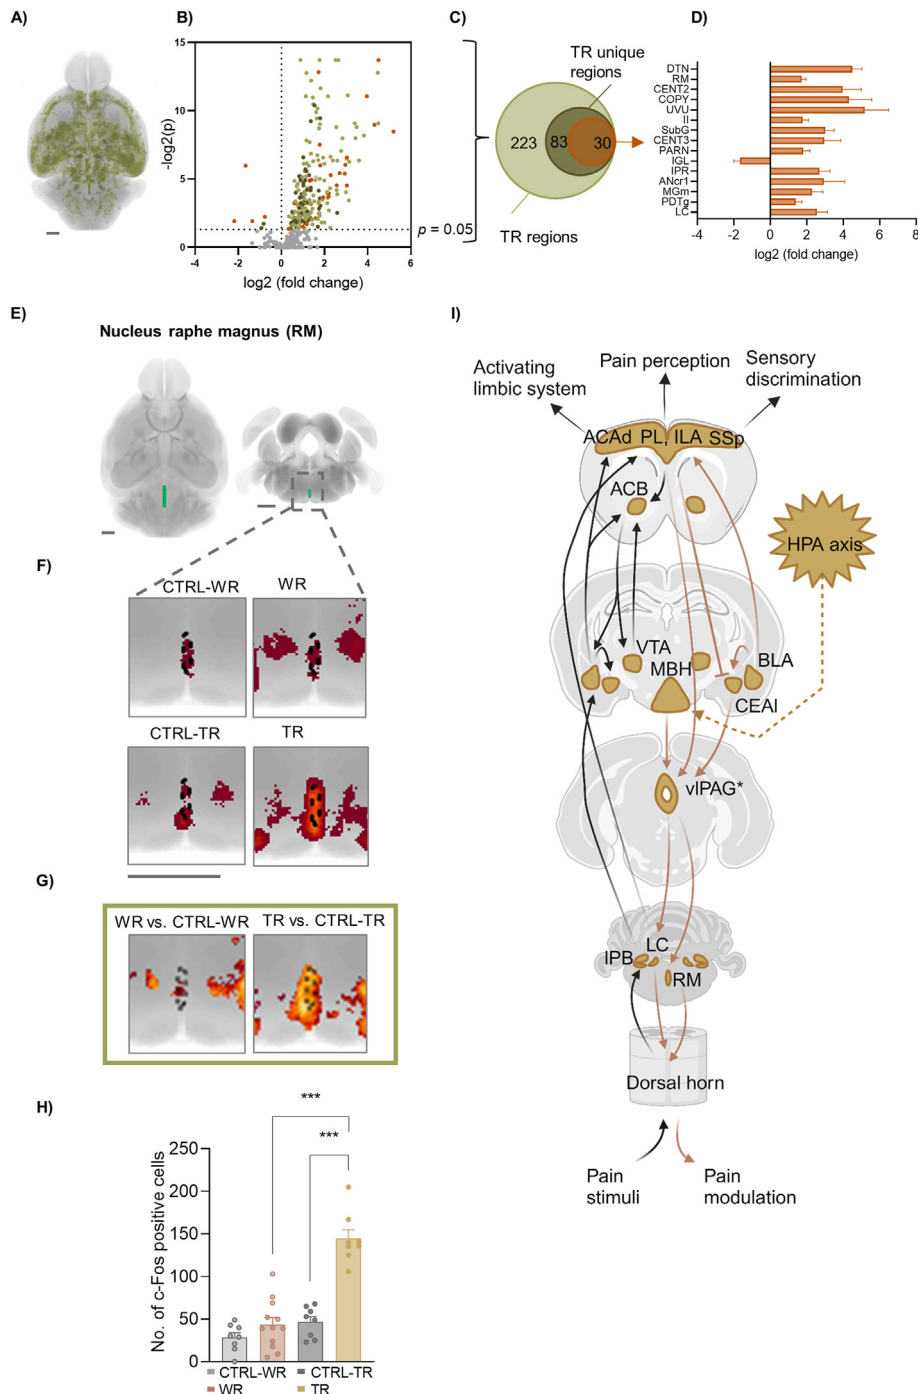 A)
B)
15
10
5
0
-log2(p)
-4
-2
0
2
4
6
log2 (fold change)
p = 0.05
C)
TR unique
regions
223
83
30
TR regions
D)
DTN
RM
CENT2
COPY
UVU
II
SubG
CENT3
PARN
IGL
IPR
ANcr1
MGm
PDTg
LC
-4
-2
0
2
4
6
8
log2 (fold change)
E)
Nucleus raphe magnus (RM)
F)
CTRL-WR
WR
CTRL-TR
TR
G)
WR vs. CTRL-WR
TR vs. CTRL-TR
H)
***
***
250
200
150
100
50
0
No. of c-Fos positive cells
CTRL-WR
CTRL-TR
WR
TR
I)
Activating
limbic system
Pain perception
Sensory
discrimination
ACAd PL, ILA SSp
ACB
HPA axis
VTA
MBH
BLA
CEAl
vlPAG*
LC
lPB
RM
Dorsal horn
Pain
stimuli
Pain
modulation